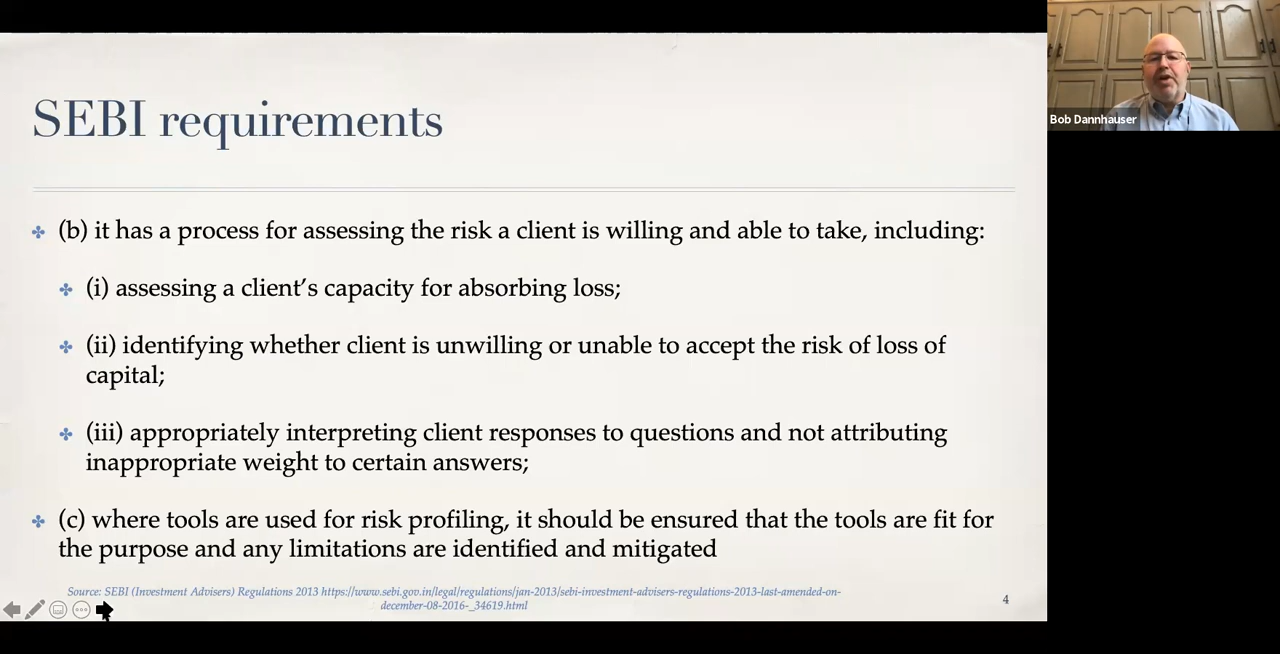 SEBI requirements
(b) it has a process for assessing the risk a client is willing and able to take, including:
(i) assessing a client’s capacity for absorbing loss;
(ii) identifying whether client is unwilling or unable to accept the risk of loss of
capital;
(iii) appropriately interpreting client responses to questions and not attributing
inappropriate weight to certain answers;
(c) where tools are used for risk profiling, it should be ensured that the tools are fit for
the purpose and any limitations are identified and mitigated
Source: SEBI (Investment Advisers) Regulations 2013 https://www.sebi.gov.in/legal/regulations/jan-2013/sebi-investment-advisers-regulations-2013-last-amended-on-
december-08-2016-_34619.html
4
Bob Dannhauser